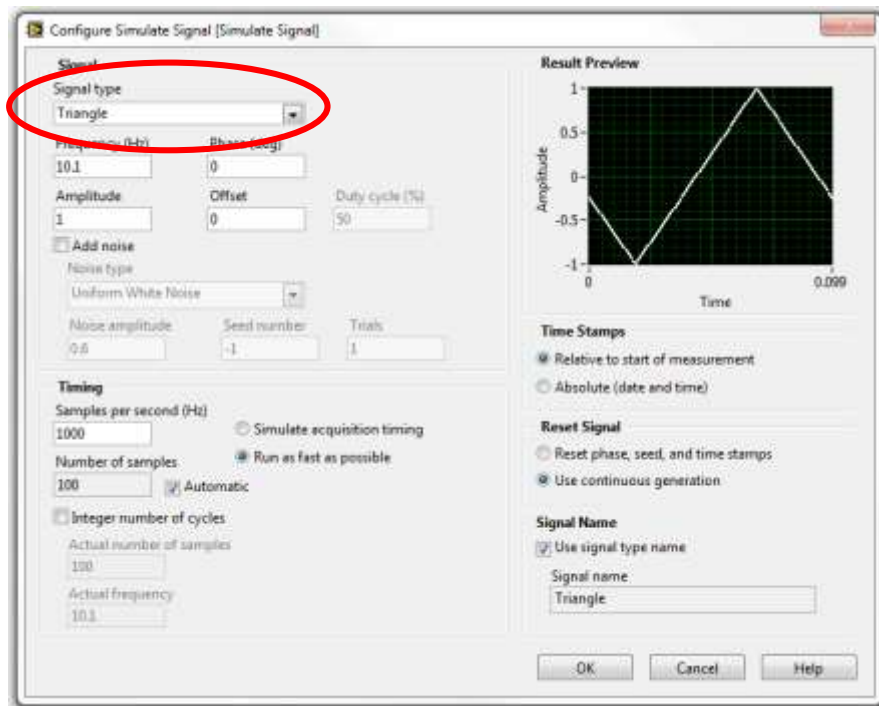 Configure Simulate Signal [Simulate Signal]
Signal
Signal type
Triangle
Frequency (Hz) Phase (deg)
10.1 0
Amplitude Offset Duty cycle (%)
1 0 50
Add noise
Noise type
Uniform White Noise
Noise amplitude Seed number Trials
0.6 -1 1
Timing
Samples per second (Hz)
1000
Simulate acquisition timing
Run as fast as possible
Number of samples
100 Automatic
Integer number of cycles
Actual number of samples
100
Actual frequency
10.1
Result Preview
Amplitude
1
0.5
0
-0.5
-1
0 0.099
Time
Time Stamps
Relative to start of measurement
Absolute (date and time)
Reset Signal
Reset phase, seed, and time stamps
Use continuous generation
Signal Name
Use signal type name
Signal name
Triangle
OK Cancel Help